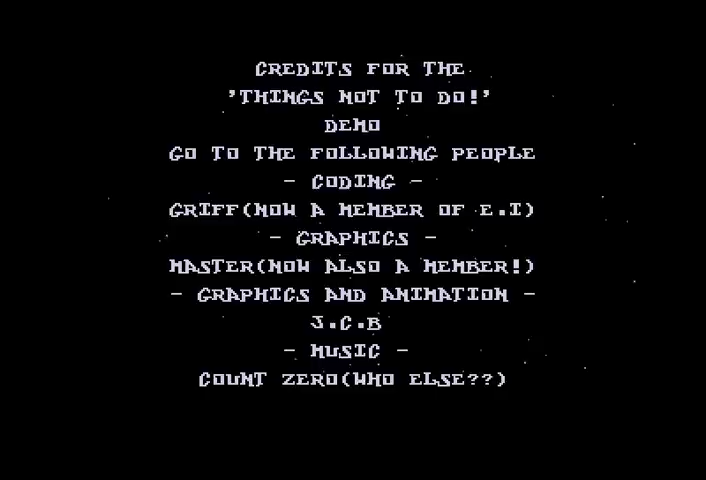 CREDITS FOR THE
'THINGS NOT TO DO!'
DEMO
GO TO THE FOLLOWING PEOPLE
- CODING -
GRIFF(NOW A MEMBER OF E.I)
- GRAPHICS -
MASTER(NOW ALSO A MEMBER!)
- GRAPHICS AND ANIMATION -
J.C.B
- MUSIC -
COUNT ZERO(WHO ELSE??)